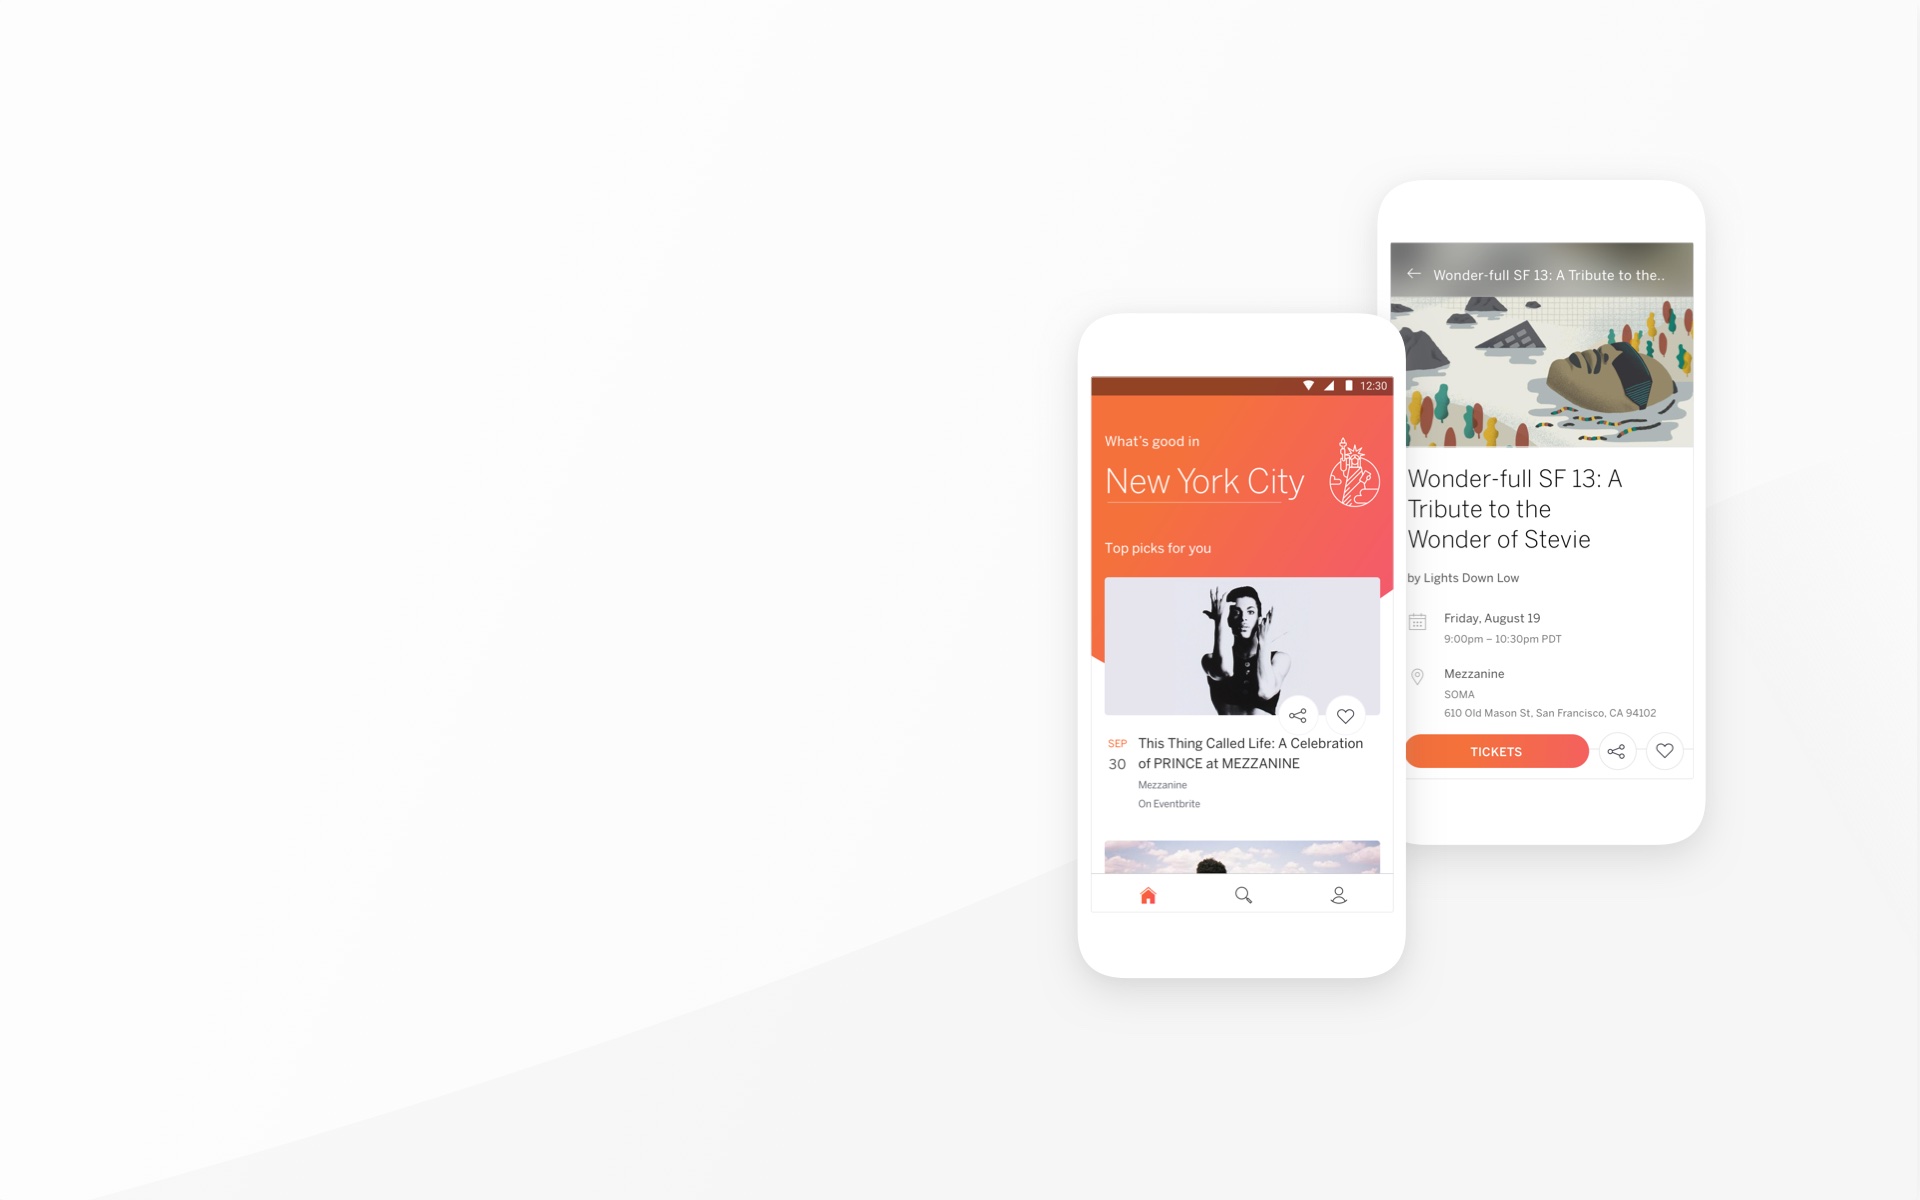 12:30
What's good in
New York City
Top picks for you
SEP
30
This Thing Called Life: A Celebration
of PRINCE at MEZZANINE
Mezzanine
On Eventbrite
Wonder-full SF 13: A Tribute to the..
Wonder-full SF 13: A
Tribute to the
Wonder of Stevie
by Lights Down Low
Friday, August 19
9:00pm – 10:30pm PDT
Mezzanine
SOMA
610 Old Mason St, San Francisco, CA 94102
TICKETS